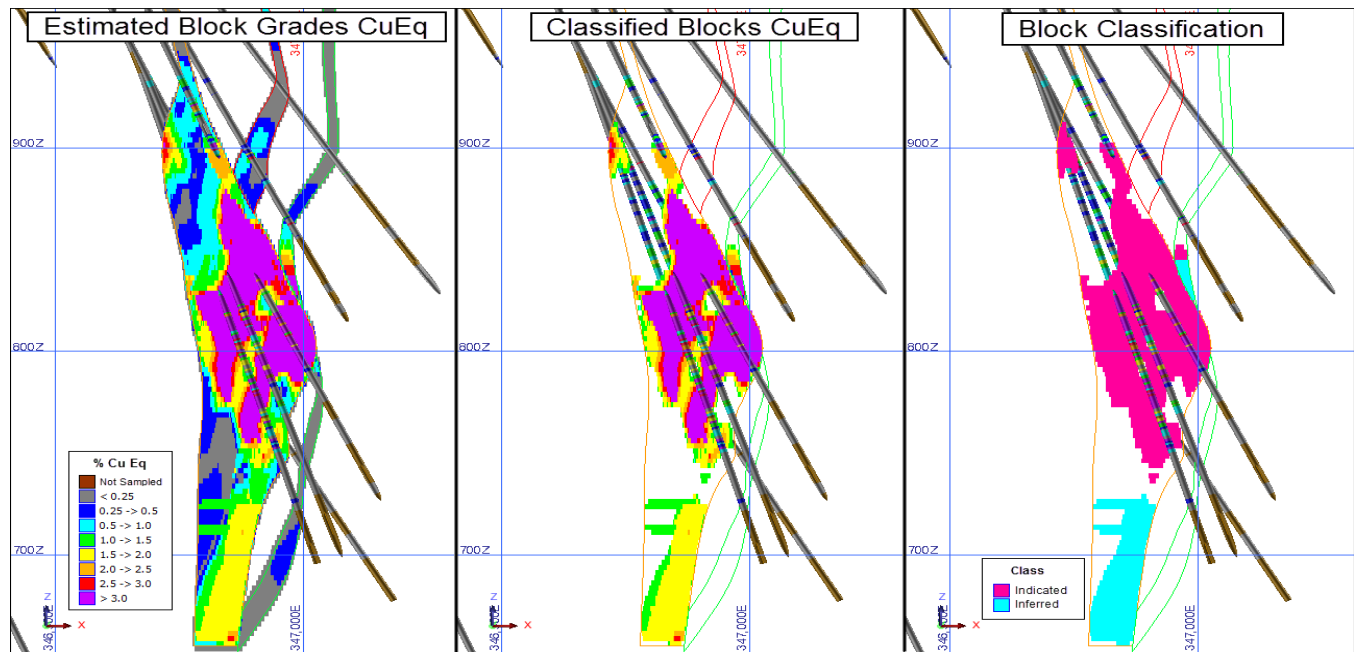 Estimated Block Grades CuEq
Classified Blocks CuEq
Block Classification
900Z
900Z
900Z
800Z
800Z
800Z
700Z
700Z
700Z
% Cu Eq
Not Sampled
< 0.25
0.25 -> 0.5
0.5 -> 1.0
1.0 -> 1.5
1.5 -> 2.0
2.0 -> 2.5
2.5 -> 3.0
> 3.0
Class
Indicated
Inferred
Z
X
347,000E
Z
X
347,000E
Z
X
347,000E